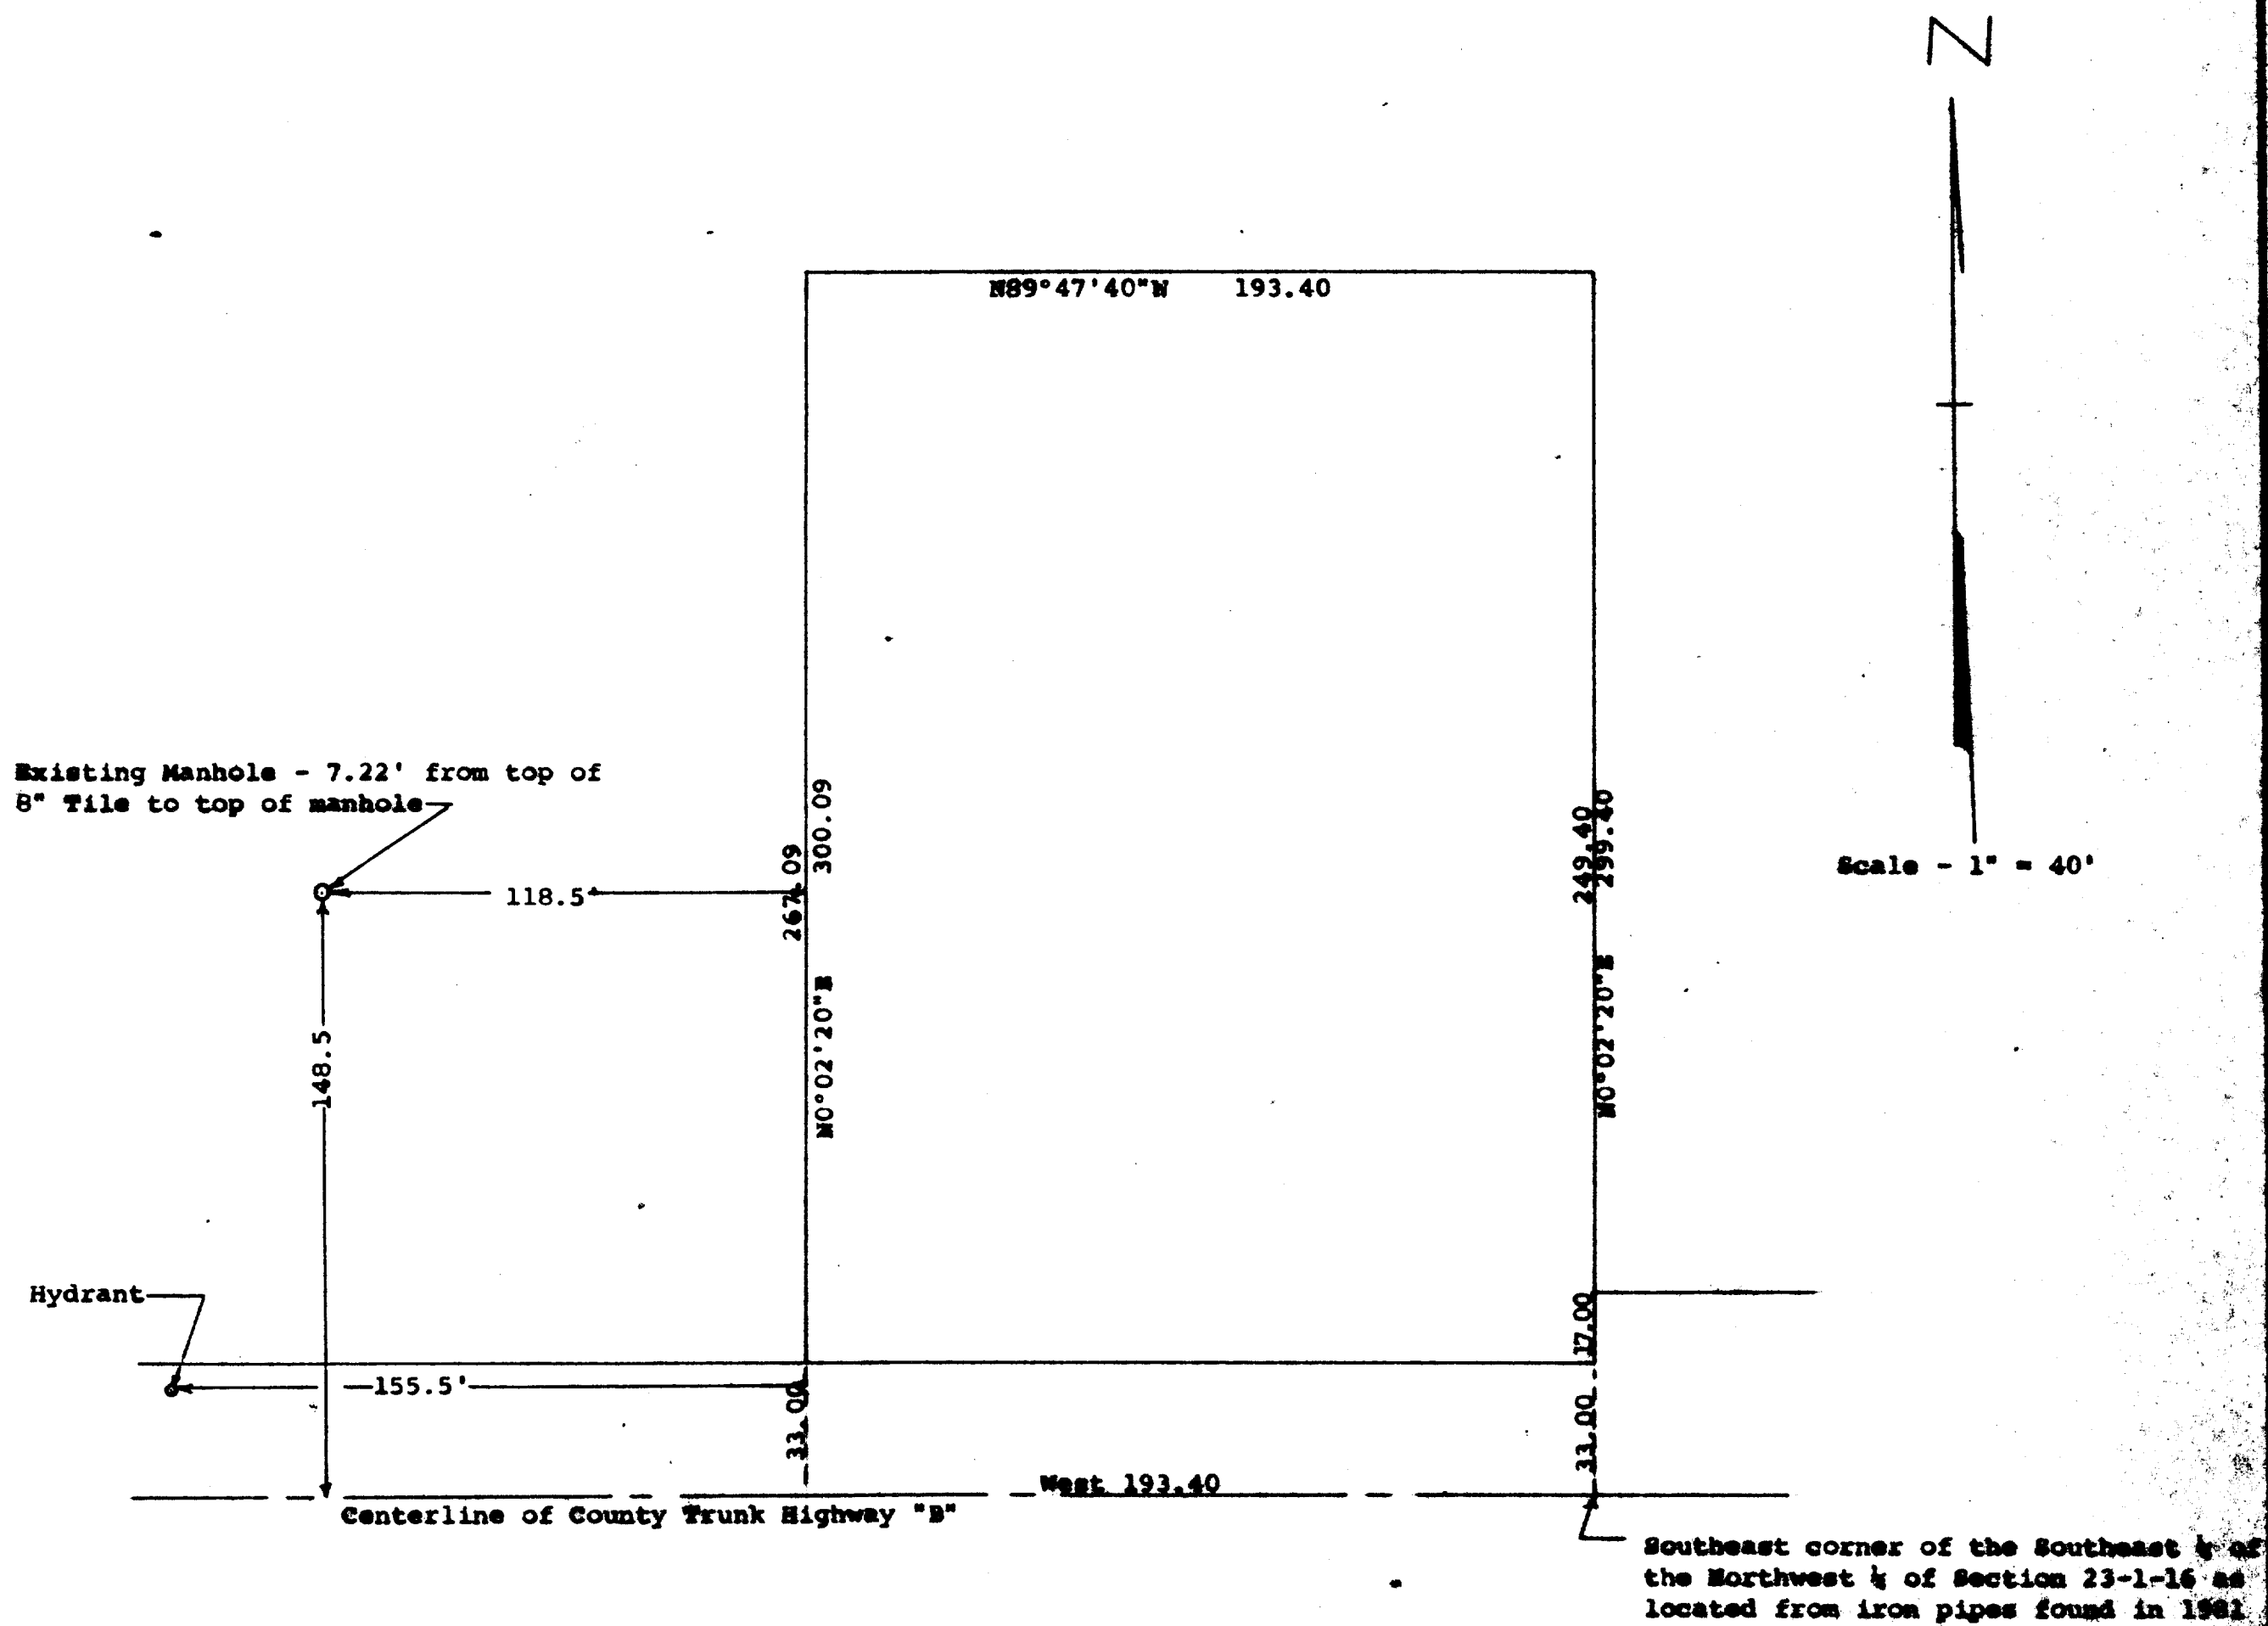 N
N89°47'40"W 193.40
Existing Manhole - 7.22' from top of
8" Tile to top of manhole
300.09
267.09
249.40
299.40
Scale - 1" = 40'
118.5'
N0°02'20"E
N0°02'20"E
148.5
Hydrant
17.00
155.5'
33.00
33.00
West 193.40
Centerline of County Trunk Highway "B"
Southeast corner of the Southeast ¼ of
the Northwest ¼ of Section 23-1-16 as
located from iron pipes found in 1981